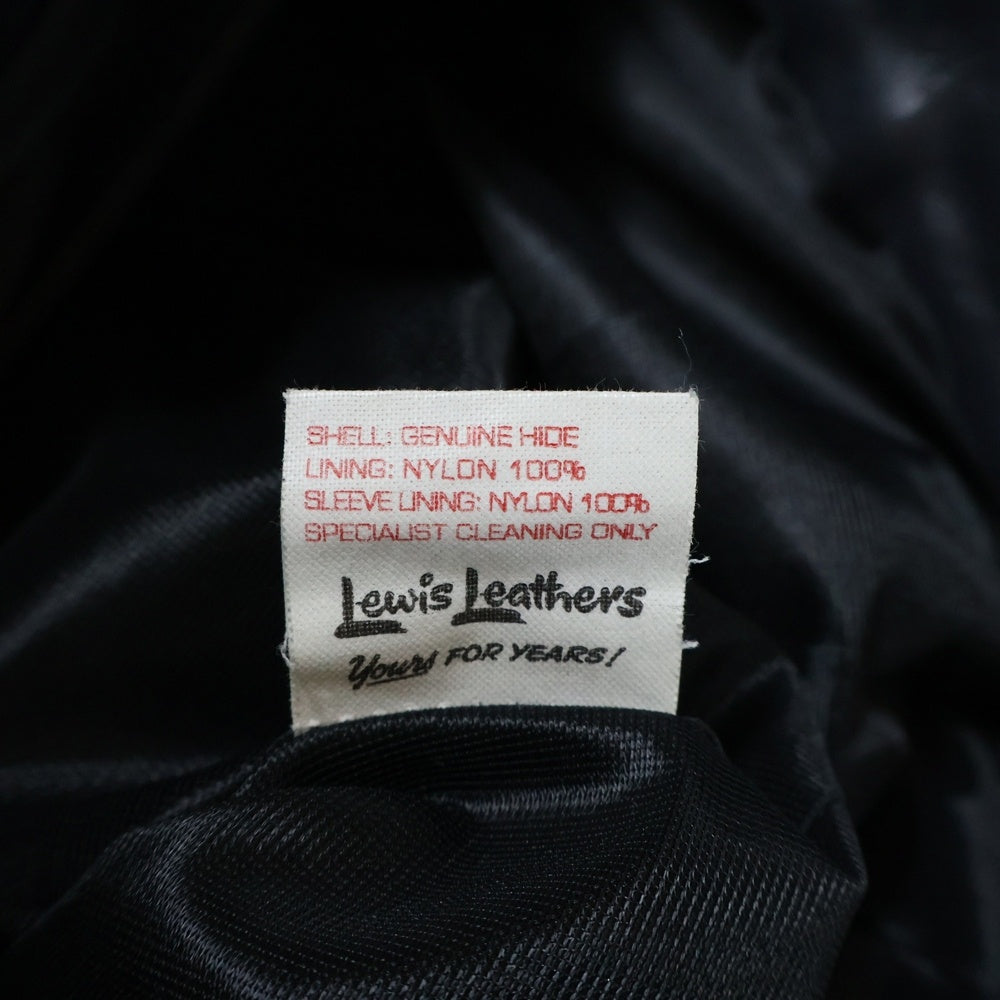 SHELL: GENUINE HIDE
LINING: NYLON 100%
SLEEVE LINING: NYLON 100%
SPECIALIST CLEANING ONLY
Lewis Leathers
Yours FOR YEARS!